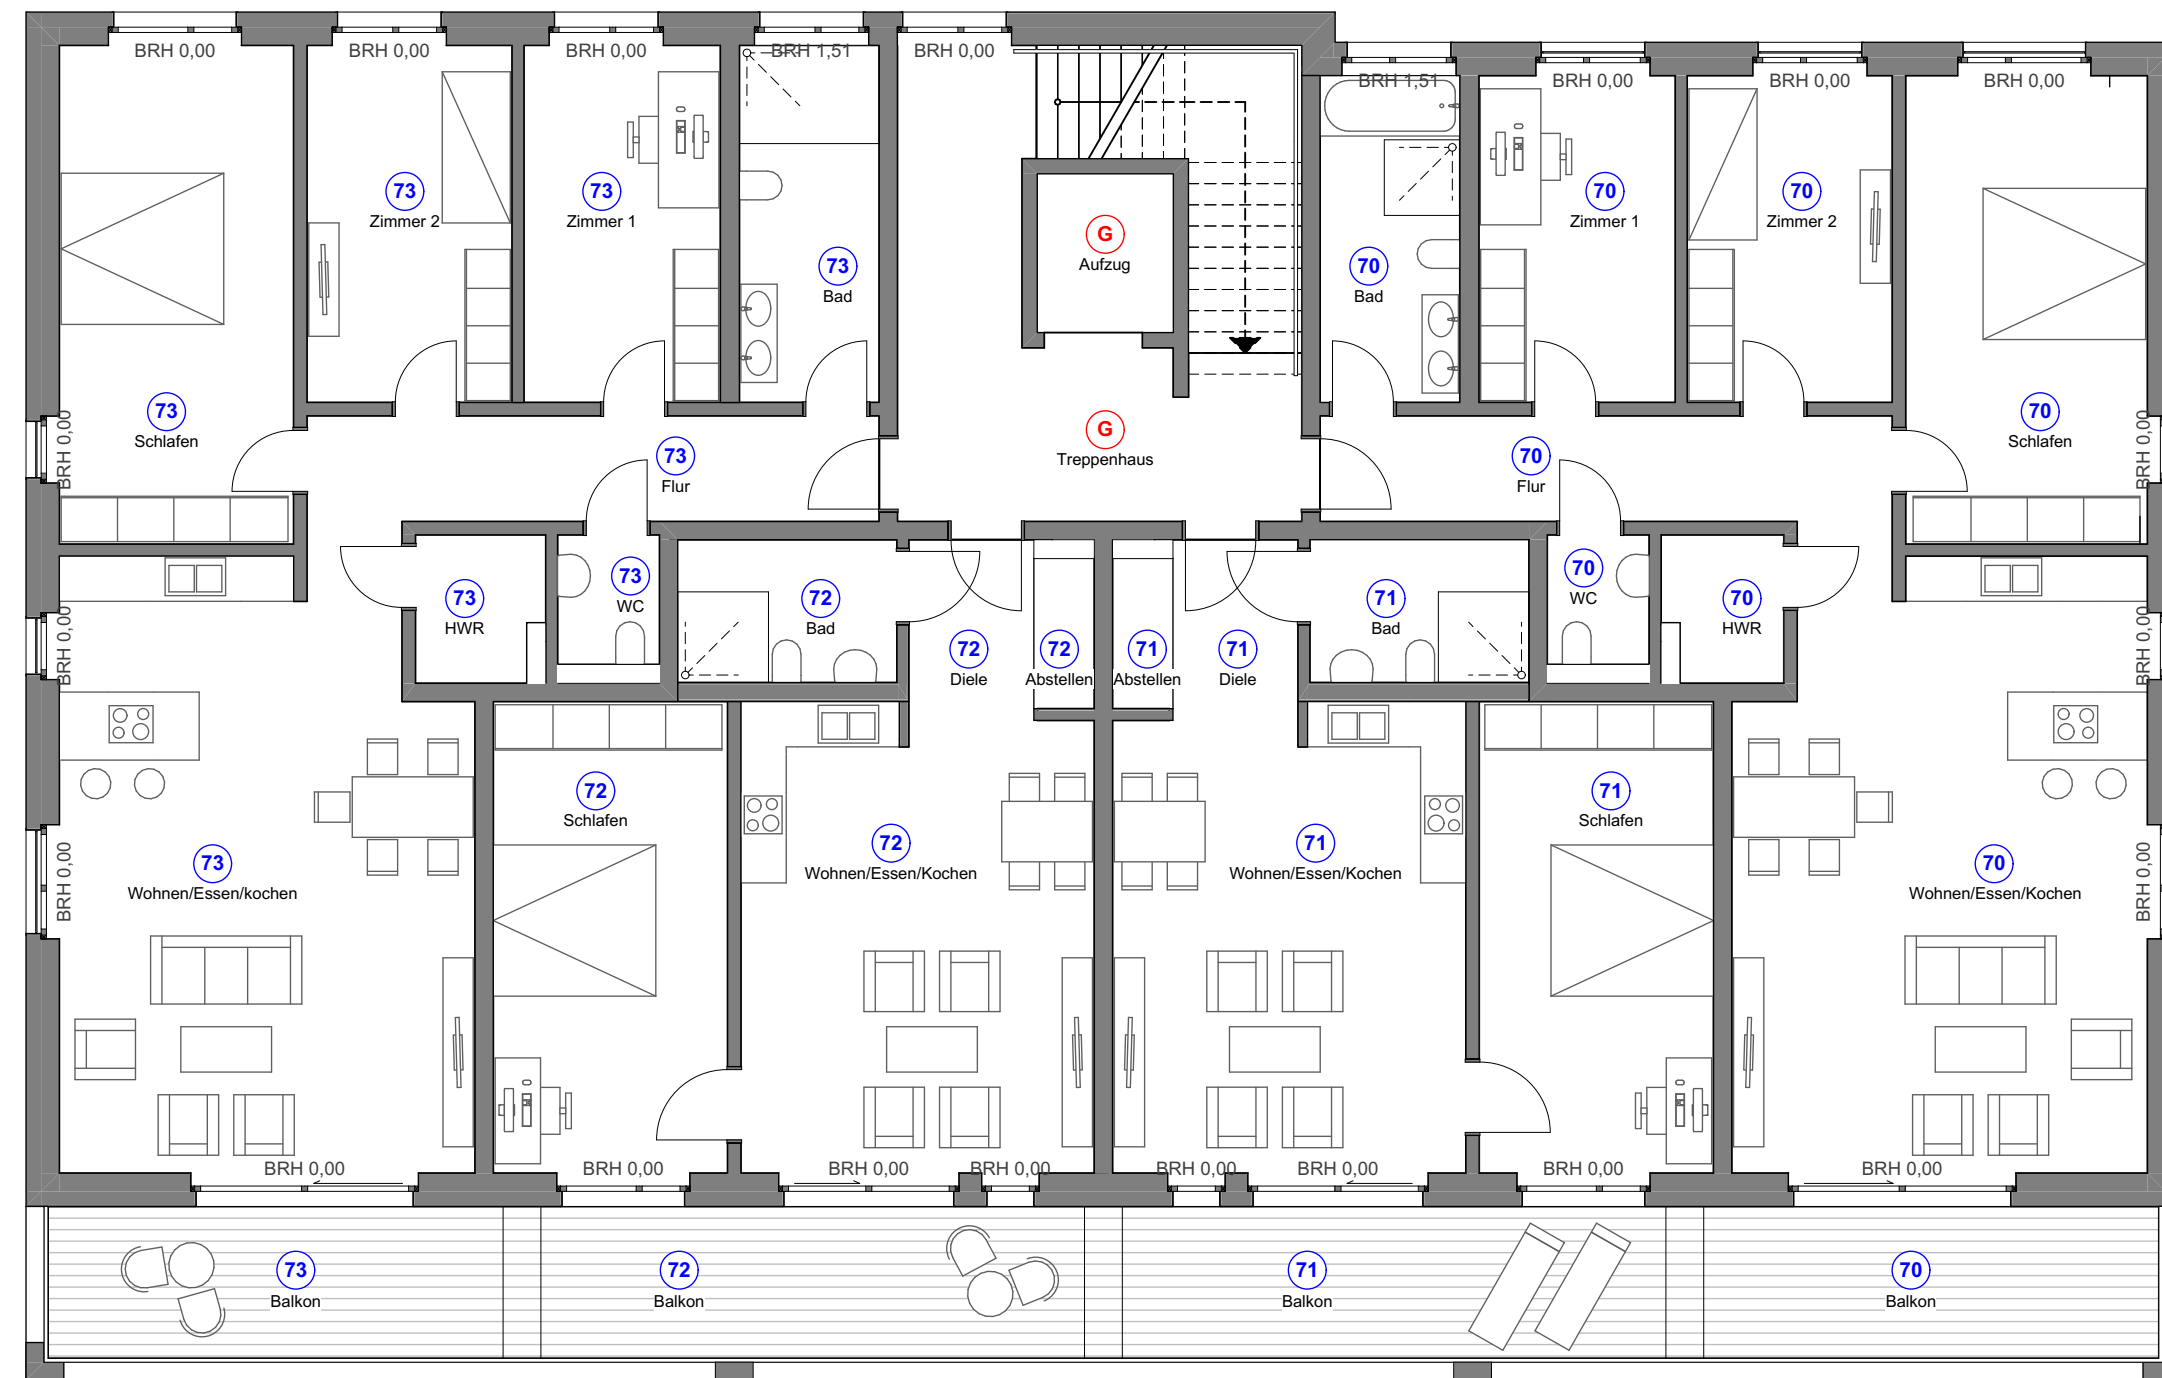 BRH 0,00
BRH 0,00
BRH 0,00
BRH 1,51
BRH 0,00
BRH 1,51
BRH 0,00
BRH 0,00
BRH 0,00
73
Zimmer 2
73
Zimmer 1
70
Zimmer 1
70
Zimmer 2
G
Aufzug
73
Bad
70
Bad
73
Schlafen
70
Schlafen
BRH 0,00
BRH 0,00
G
Treppenhaus
73
Flur
70
Flur
73
HWR
73
WC
72
Bad
71
Bad
70
WC
70
HWR
BRH 0,00
BRH 0,00
72
Diele
72
Abstellen
71
Abstellen
71
Diele
72
Schlafen
71
Schlafen
73
Wohnen/Essen/kochen
72
Wohnen/Essen/Kochen
71
Wohnen/Essen/Kochen
70
Wohnen/Essen/Kochen
BRH 0,00
BRH 0,00
BRH 0,00
BRH 0,00
BRH 0,00
BRH 0,00
BRH 0,00
BRH 0,00
BRH 0,00
BRH 0,00
73
Balkon
72
Balkon
71
Balkon
70
Balkon